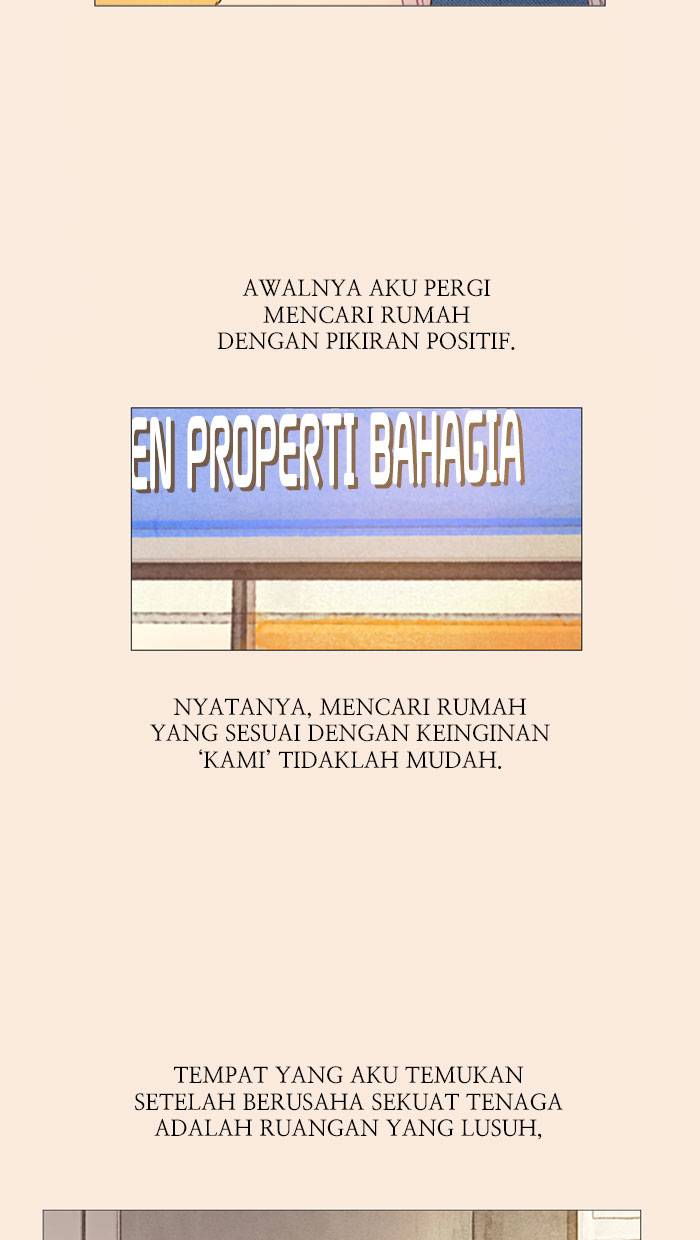 AWALNYA AKU PERGI
MENCARI RUMAH
DENGAN PIKIRAN POSITIF.
EN PROPERTI BAHAGIA
NYATANYA, MENCARI RUMAH
YANG SESUAI DENGAN KEINGINAN
‘KAMI’ TIDAKLAH MUDAH.
TEMPAT YANG AKU TEMUKAN
SETELAH BERUSAHA SEKUAT TENAGA
ADALAH RUANGAN YANG LUSUH,